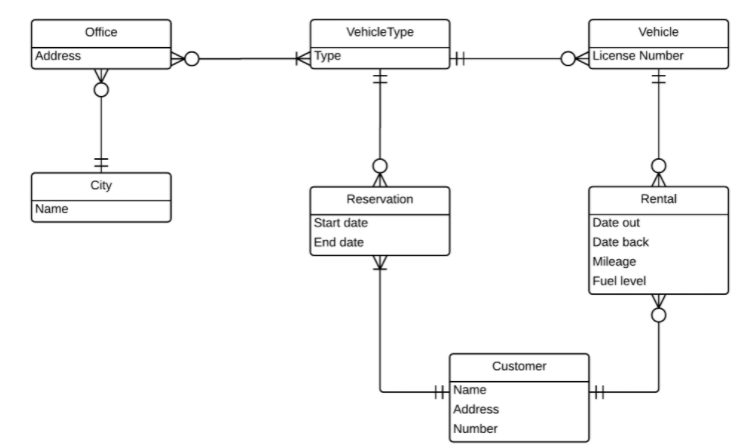 Office
Address
VehicleType
Type
Vehicle
License Number
City
Name
Reservation
Start date
End date
Rental
Date out
Date back
Mileage
Fuel level
Customer
Name
Address
Number